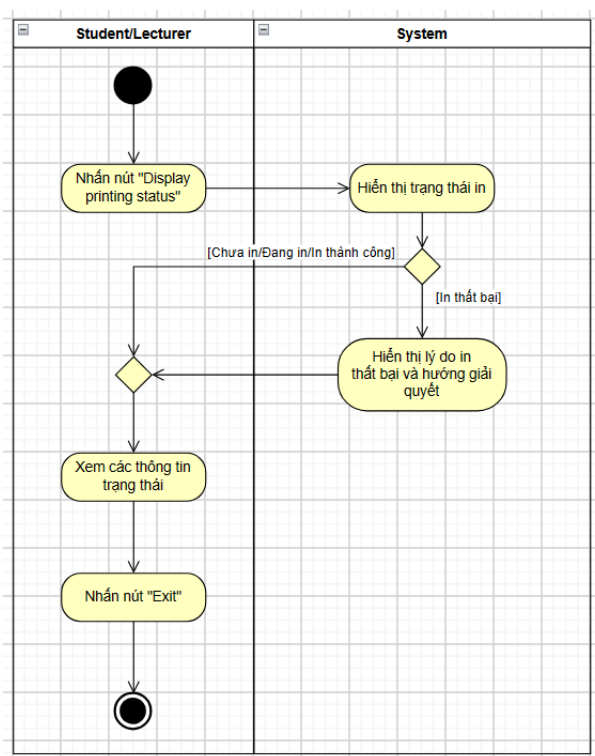 Student/Lecturer
System
Nhấn nút "Display
printing status"
Hiển thị trạng thái in
[Chưa in/Đang in/In thành công]
[In thất bại]
Hiển thị lý do in
thất bại và hướng giải
quyết
Xem các thông tin
trạng thái
Nhấn nút "Exit"